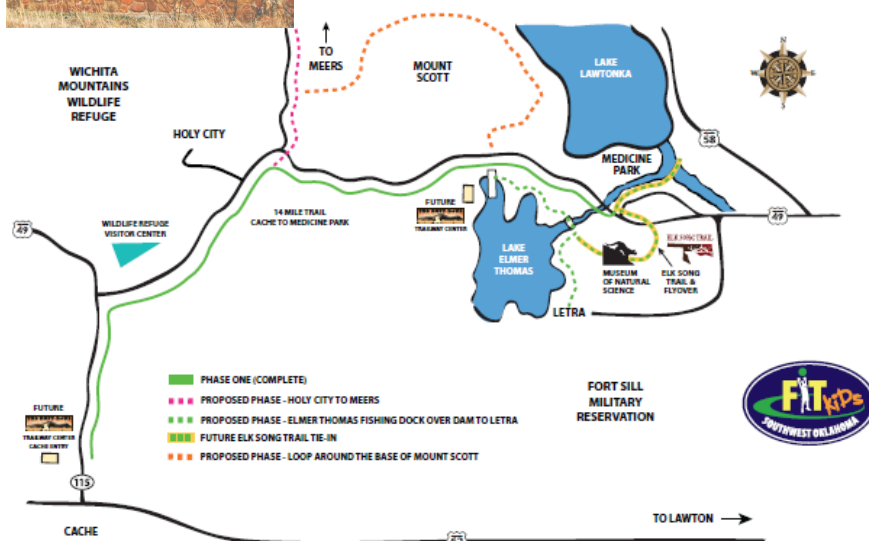 TO
MEERS
MOUNT
SCOTT
LAKE
LAWTONKA
N
WICHITA
MOUNTAINS
WILDLIFE
REFUGE
HOLY CITY
58
MEDICINE
PARK
FUTURE
TRAILWAY CENTER
14 MILE TRAIL
CACHE TO MEDICINE PARK
49
49
WILDLIFE REFUGE
VISITOR CENTER
LAKE
ELMER
THOMAS
ELK SONG TRAIL
MUSEUM
OF NATURAL
SCIENCE
ELK SONG
TRAIL &
FLYOVER
LETRA
PHASE ONE (COMPLETE)
PROPOSED PHASE - HOLY CITY TO MEERS
PROPOSED PHASE - ELMER THOMAS FISHING DOCK OVER DAM TO LETRA
FUTURE ELK SONG TRAIL TIE-IN
PROPOSED PHASE - LOOP AROUND THE BASE OF MOUNT SCOTT
FORT SILL
MILITARY
RESERVATION
FiT KiDS
SOUTHWEST OKLAHOMA
FUTURE
TRAILWAY CENTER
CACHE ENTRY
115
CACHE
TO LAWTON